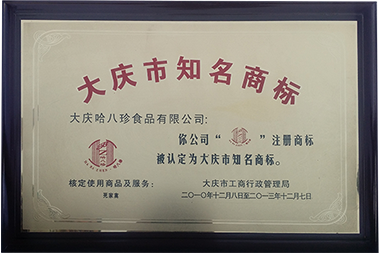 大庆市知名商标
大庆哈八珍食品有限公司：
你公司“ ”注册商标
被认定为大庆市知名商标。
核定使用商品及服务：
大庆市工商行政管理局
二〇一〇年十二月八日至二〇一三年十二月七日